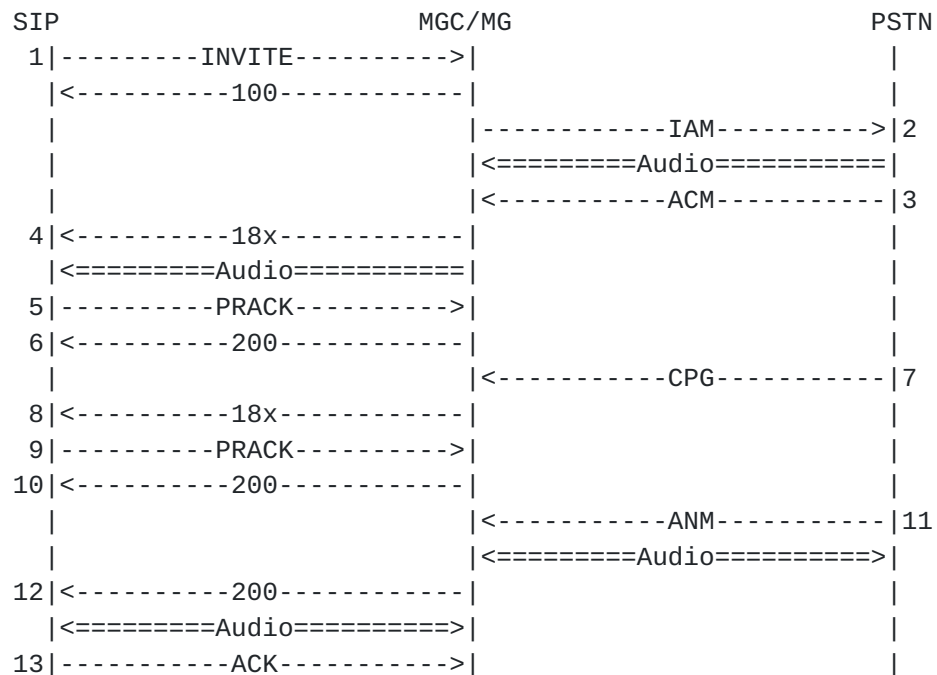 SIP                       MGC/MG                       PSTN
 1|---------INVITE---------->|                          |
  |<----------100------------|                          |
  |                          |------------IAM---------->|2
  |                          |<=========Audio===========|
  |                          |<-----------ACM-----------|3
 4|<----------18x------------|                          |
  |<=========Audio===========|                          |
 5|----------PRACK---------->|                          |
 6|<----------200------------|                          |
  |                          |<-----------CPG-----------|7
 8|<----------18x------------|                          |
 9|----------PRACK---------->|                          |
10|<----------200------------|                          |
  |                          |<-----------ANM-----------|11
  |                          |<=========Audio==========>|
12|<----------200------------|                          |
  |<=========Audio==========>|                          |
13|-----------ACK----------->|                          |